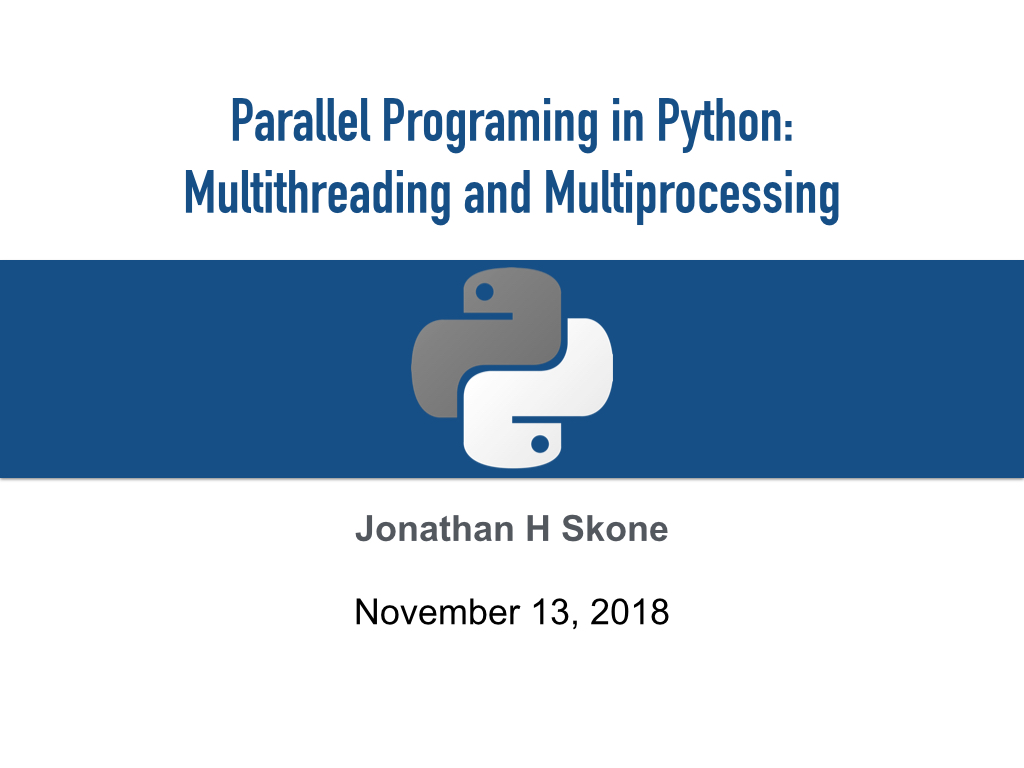 Parallel Programing in Python:
Multithreading and Multiprocessing
Jonathan H Skone
November 13, 2018